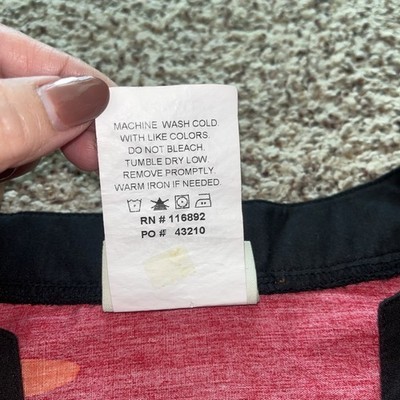 MACHINE WASH COLD
WITH LIKE COLORS.
DO NOT BLEACH.
TUMBLE DRY LOW.
REMOVE PROMPTLY.
WARM IRON IF NEEDED.
RN # 116892
PO # 43210